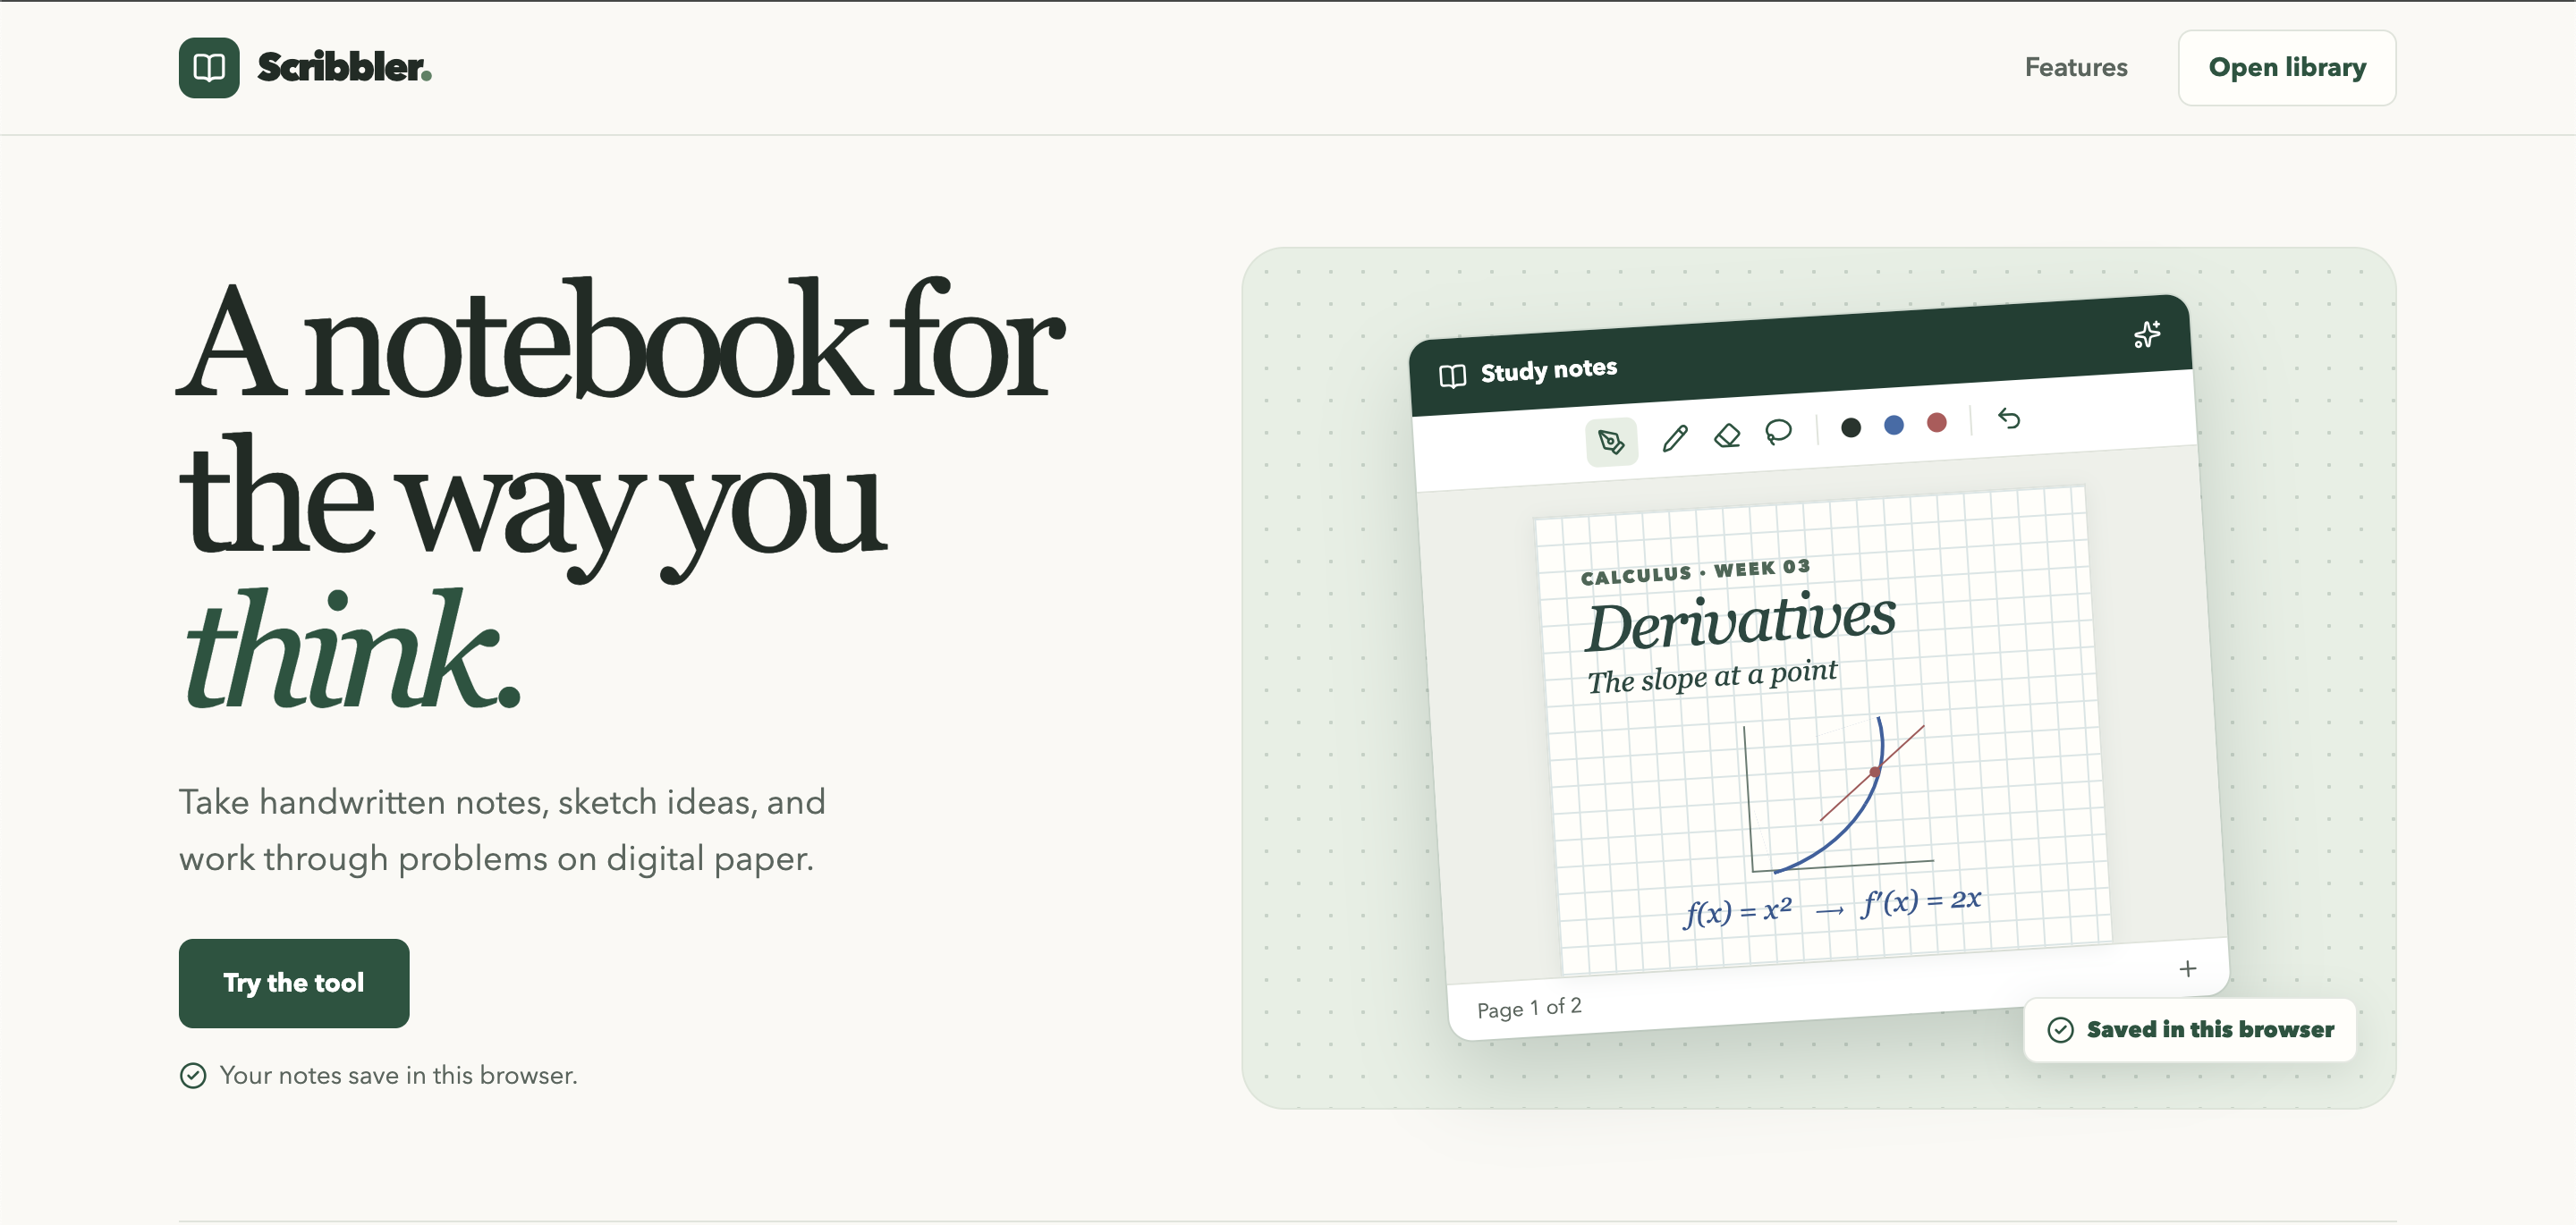 Scribbler.
Features
Open library
A notebook for
the way you
think.
Take handwritten notes, sketch ideas, and
work through problems on digital paper.
Try the tool
Your notes save in this browser.
Study notes
CALCULUS · WEEK 03
Derivatives
The slope at a point
f(x) = x² → f′(x) = 2x
Page 1 of 2
Saved in this browser